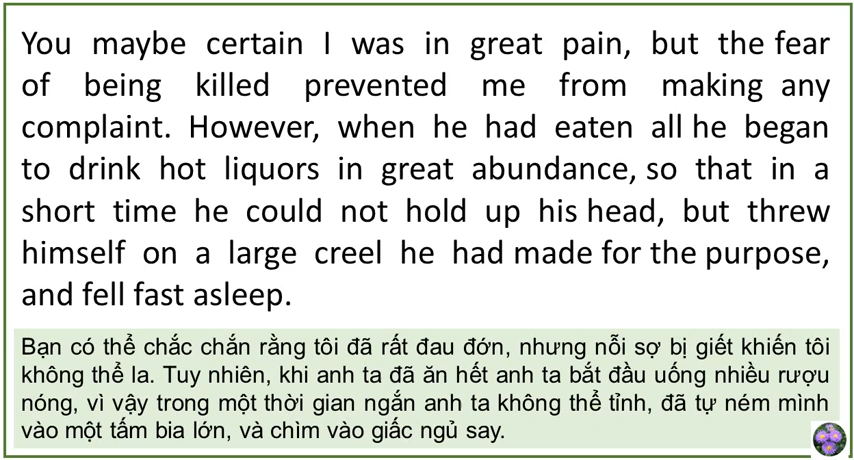 You maybe certain I was in great pain, but the fear
of being killed prevented me from making any
complaint. However, when he had eaten all he began
to drink hot liquors in great abundance, so that in a
short time he could not hold up his head, but threw
himself on a large creel he had made for the purpose,
and fell fast asleep.
Bạn có thể chắc chắn rằng tôi đã rất đau đớn, nhưng nỗi sợ bị giết khiến tôi
không thể la. Tuy nhiên, khi anh ta đã ăn hết anh ta bắt đầu uống nhiều rượu
nóng, vì vậy trong một thời gian ngắn anh ta không thể tỉnh, đã tự ném mình
vào một tấm bia lớn, và chìm vào giấc ngủ say.